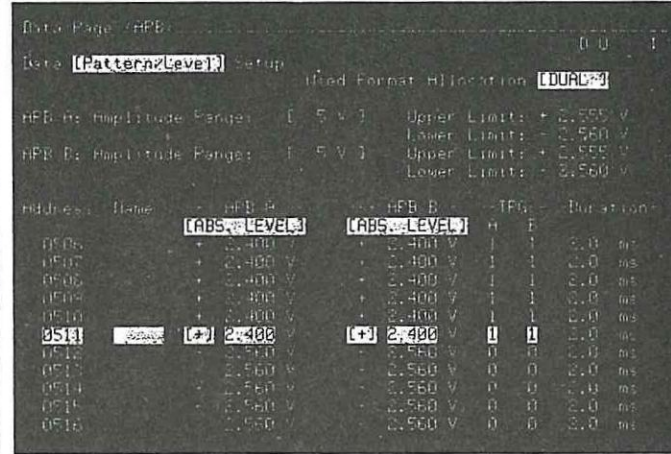 Data Page (APB)
D U 1
Data [Pattern/Level] Setup
Used Format Allocation [DUAL]
APB A: Amplitude Range: [ 5 V ] Upper Limit: + 2.555 V
Lower Limit: - 2.560 V
APB B: Amplitude Range: [ 5 V ] Upper Limit: + 2.555 V
Lower Limit: - 2.560 V
Address Name - APB A - - APB B - -TRG- -Duration-
[ABS. LEVEL] [ABS. LEVEL] A B
0506 + 2.400 V + 2.400 V 1 1 2.0 ms
0507 + 2.400 V + 2.400 V 1 1 2.0 ms
0508 + 2.400 V + 2.400 V 1 1 2.0 ms
0509 + 2.400 V + 2.400 V 1 1 2.0 ms
0510 + 2.400 V + 2.400 V 1 1 2.0 ms
0511 [+] 2.400 [+] 2.400 V 1 1 2.0 ms
0512 - 2.560 V - 2.560 V 0 0 2.0 ms
0513 - 2.560 V - 2.560 V 0 0 2.0 ms
0514 - 2.560 V - 2.560 V 0 0 2.0 ms
0515 - 2.560 V - 2.560 V 0 0 2.0 ms
0516 - 2.560 V - 2.560 V 0 0 2.0 ms